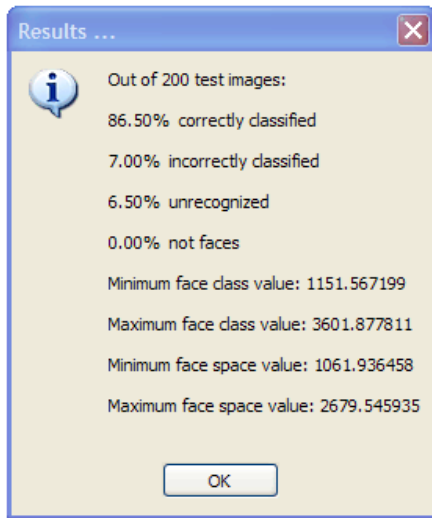 Results ...
Out of 200 test images:
86.50% correctly classified
7.00% incorrectly classified
6.50% unrecognized
0.00% not faces
Minimum face class value: 1151.567199
Maximum face class value: 3601.877811
Minimum face space value: 1061.936458
Maximum face space value: 2679.545935
OK